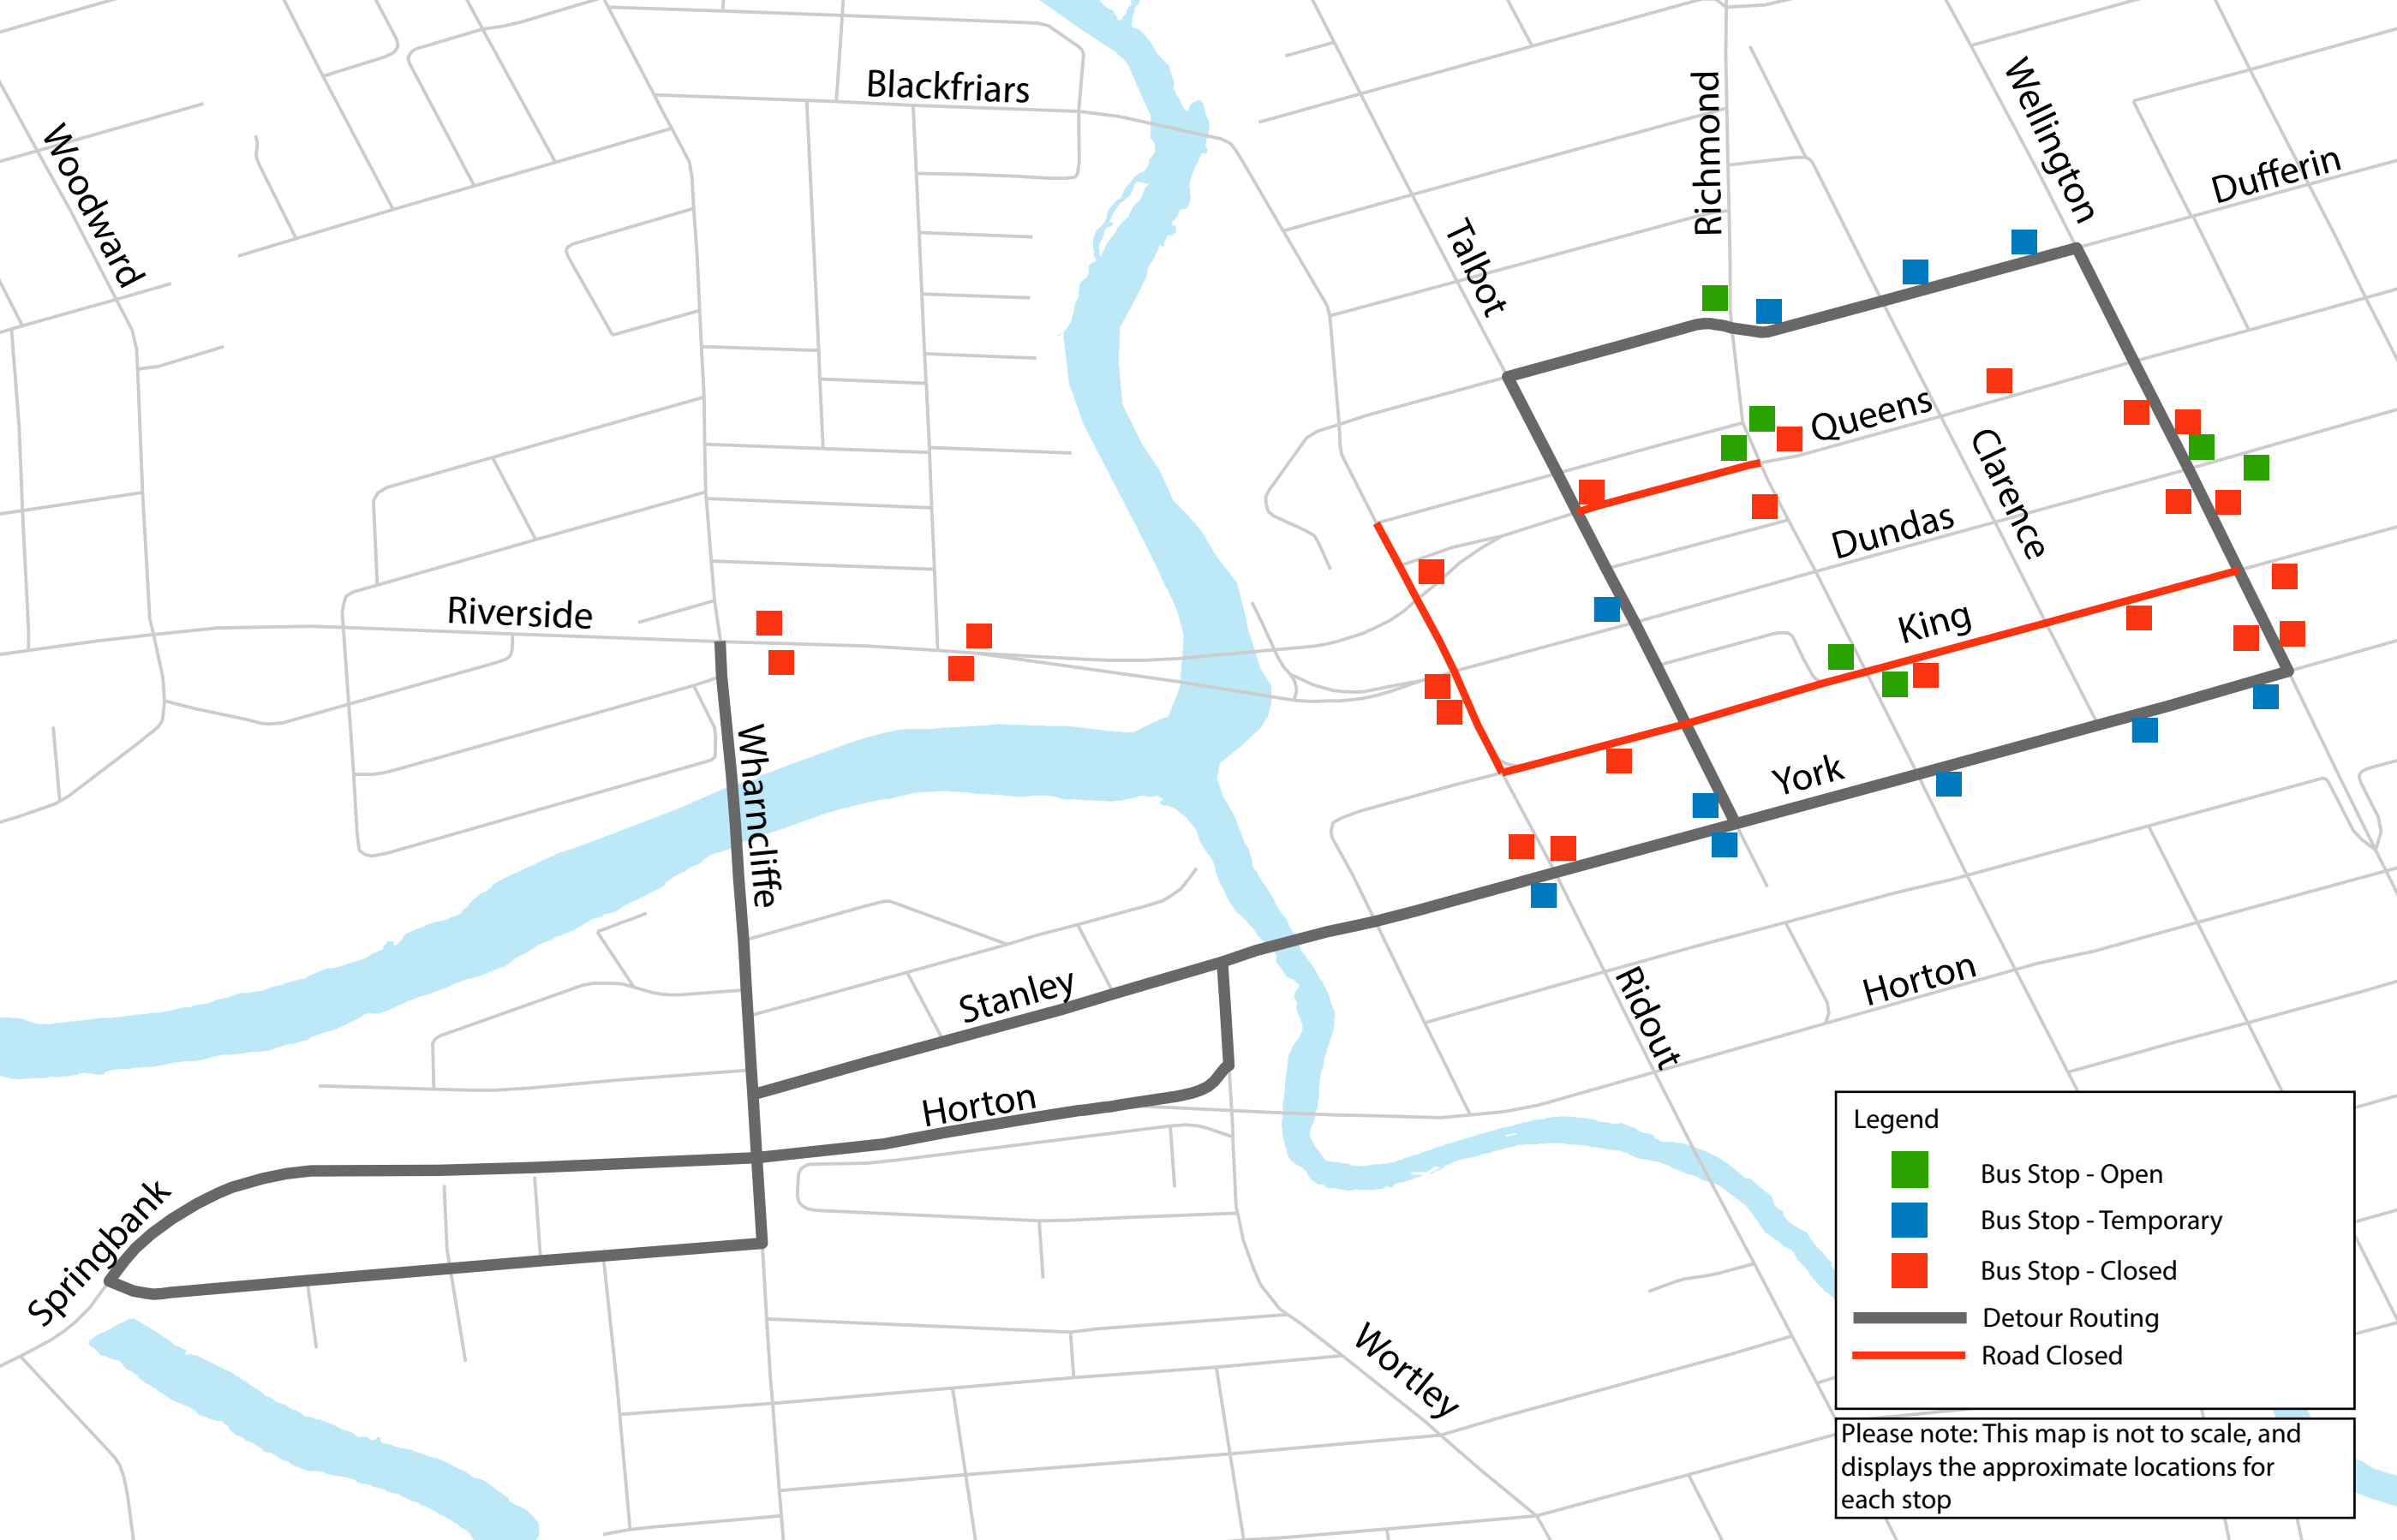 Blackfriars
Richmond
Wellington
Woodward
Dufferin
Talbot
Queens
Clarence
Dundas
Riverside
King
Wharncliffe
York
Stanley
Horton
Ridout
Horton
Springbank
Wortley
Legend
Bus Stop - Open
Bus Stop - Temporary
Bus Stop - Closed
Detour Routing
Road Closed
Please note: This map is not to scale, and
displays the approximate locations for
each stop